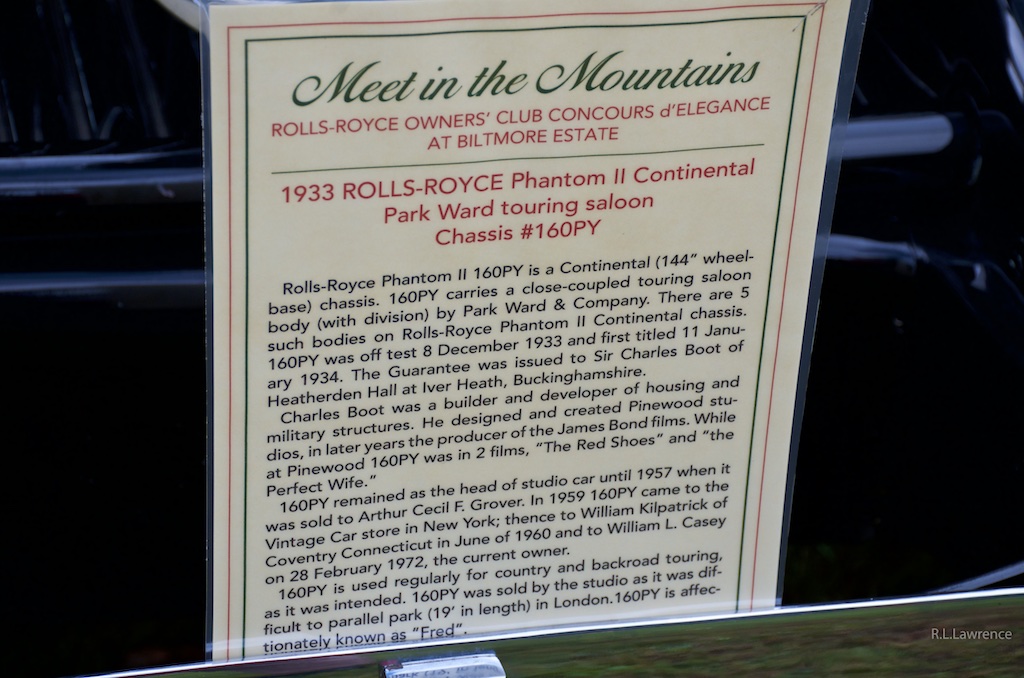 Meet in the Mountains
ROLLS-ROYCE OWNERS' CLUB CONCOURS d'ELEGANCE
AT BILTMORE ESTATE
1933 ROLLS-ROYCE Phantom II Continental
Park Ward touring saloon
Chassis #160PY
Rolls-Royce Phantom II 160PY is a Continental (144" wheel-
base) chassis. 160PY carries a close-coupled touring saloon
body (with division) by Park Ward & Company. There are 5
such bodies on Rolls-Royce Phantom II Continental chassis.
160PY was off test 8 December 1933 and first titled 11 Janu-
ary 1934. The Guarantee was issued to Sir Charles Boot of
Heatherden Hall at Iver Heath, Buckinghamshire.
Charles Boot was a builder and developer of housing and
military structures. He designed and created Pinewood stu-
dios, in later years the producer of the James Bond films. While
at Pinewood 160PY was in 2 films, "The Red Shoes" and "the
Perfect Wife."
160PY remained as the head of studio car until 1957 when it
was sold to Arthur Cecil F. Grover. In 1959 160PY came to the
Vintage Car store in New York; thence to William Kilpatrick of
Coventry Connecticut in June of 1960 and to William L. Casey
on 28 February 1972, the current owner.
160PY is used regularly for country and backroad touring,
as it was intended. 160PY was sold by the studio as it was dif-
ficult to parallel park (19' in length) in London.160PY is affec-
tionately known as "Fred".
R.L.Lawrence